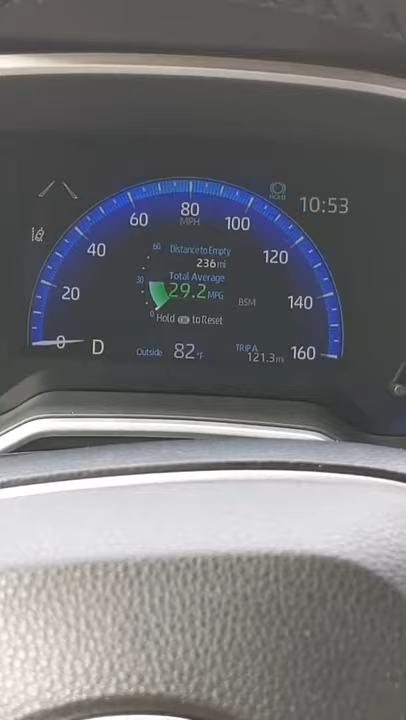 HOLD
10:53
80
MPH
60
100
40
120
20
140
0
160
60
30
0
Distance to Empty
236 mi
Total Average
29.2 MPG
BSM
Hold OK to Reset
D
Outside 82 °F
TRIP A
121.3 mi